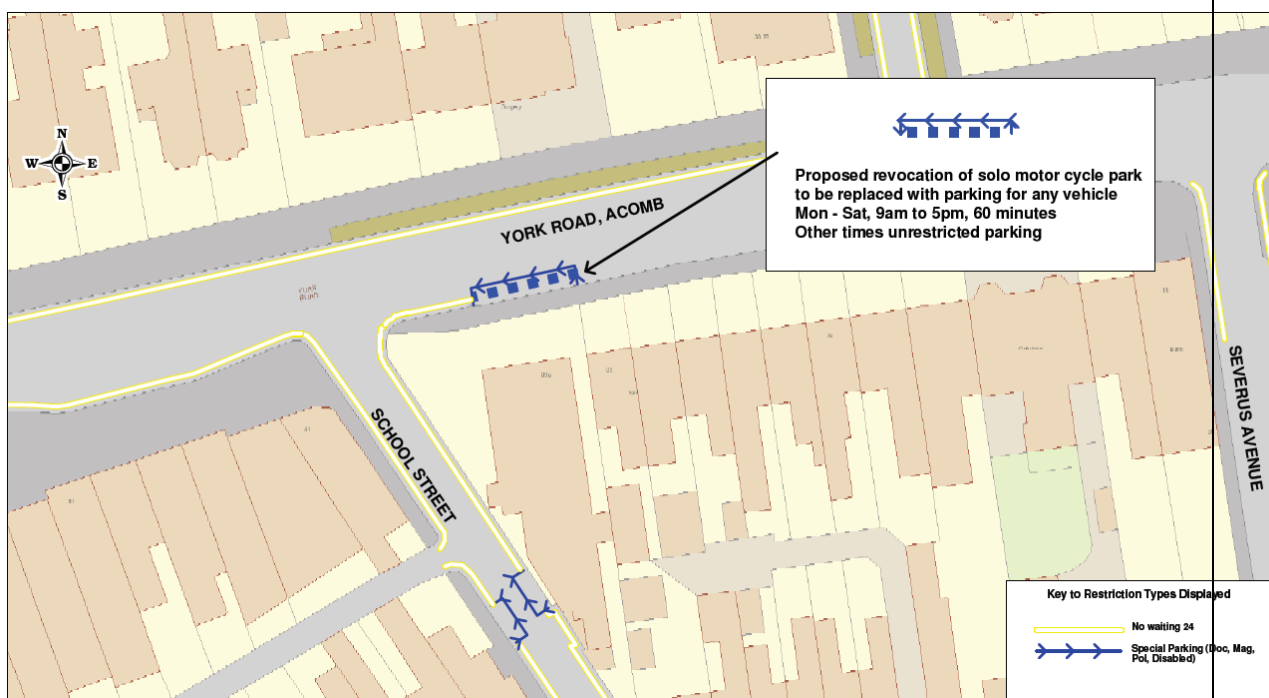 N
W E
S
Surgery
YORK ROAD, ACOMB
Proposed revocation of solo motor cycle park
to be replaced with parking for any vehicle
Mon - Sat, 9am to 5pm, 60 minutes
Other times unrestricted parking
SCHOOL STREET
SEVERUS AVENUE
Key to Restriction Types Displayed
No waiting 24
Special Parking (Doc, Mag,
Pol, Disabled)